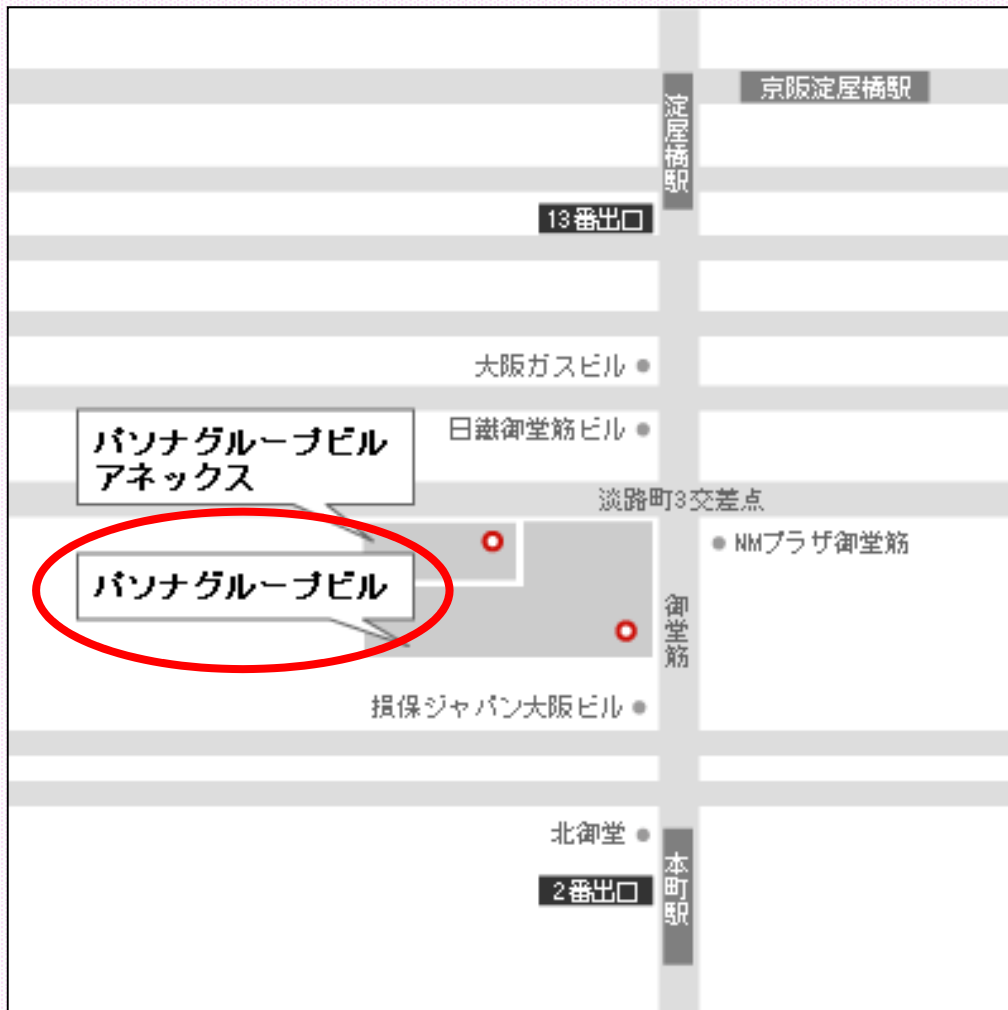 京阪淀屋橋駅
淀屋橋駅
13番出口
大阪ガスビル
日鐵御堂筋ビル
パソナグループビル
アネックス
淡路町3交差点
NMプラザ御堂筋
パソナグループビル
御堂筋
損保ジャパン大阪ビル
北御堂
本町駅
2番出口